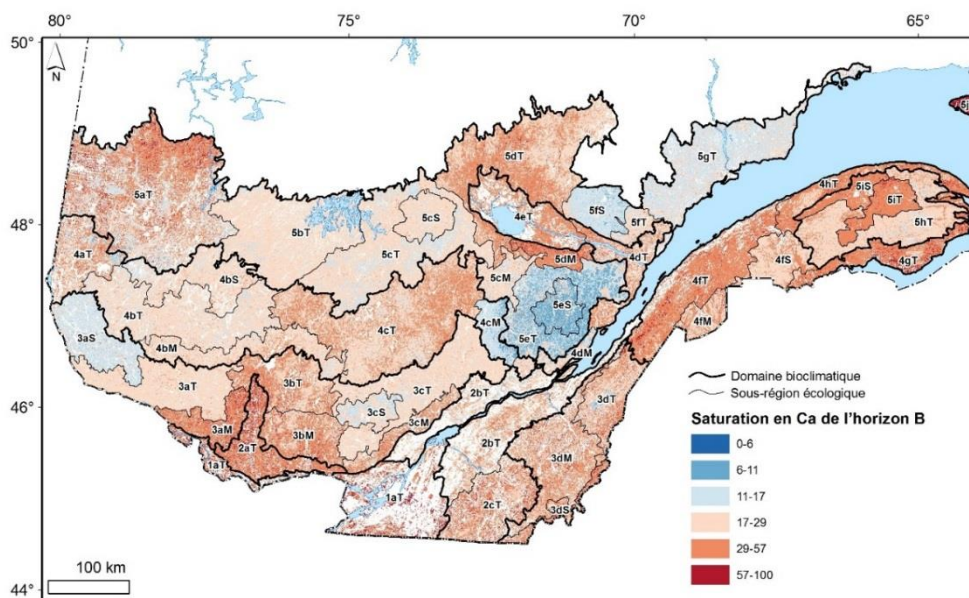 80° 75° 70° 65°
50°
N
5gT
5j
5dT
5aT
4hT
5iS
5fS
5iT
4eT
5cS
48°
5bT
5fT
5hT
5cT
5dM
4dT
4aT
4gT
4bS
5cM
4fS
4fT
5eS
4bT
4cT
4cM
4fM
3aS
5eT
4bM
4dM
3bT
3aT
3cT
2bT
46°
3cS
3dT
3aM
3bM
3cM
2bT
2aT
3dM
1aT
1aT
2cT
3dS
Domaine bioclimatique
Sous-région écologique
Saturation en Ca de l’horizon B
0-6
6-11
11-17
17-29
29-57
57-100
100 km
44°